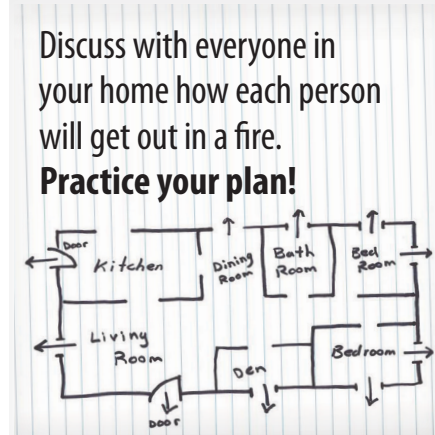 Discuss with everyone in
your home how each person
will get out in a fire.
Practice your plan!
Door
Kitchen
Dining
Room
Bath
Room
Bed
Room
Living
Room
Den
Bedroom
Door